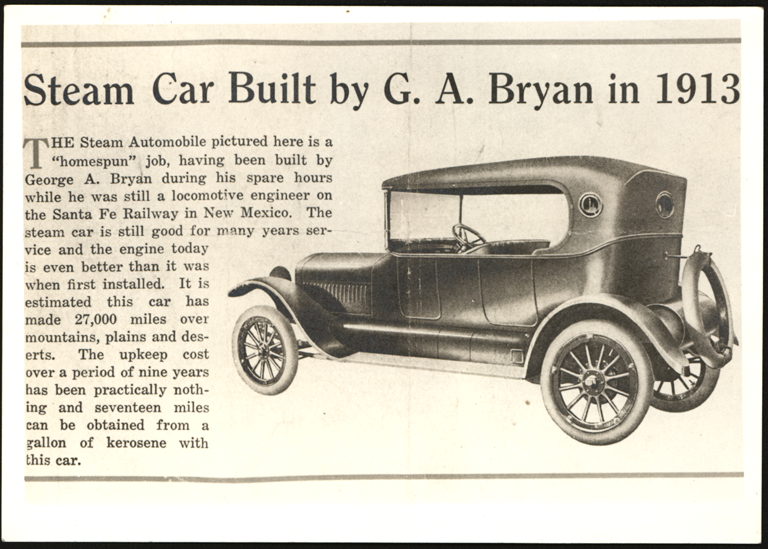 Steam Car Built by G. A. Bryan in 1913
THE Steam Automobile pictured here is a
"homespun" job, having been built by
George A. Bryan during his spare hours
while he was still a locomotive engineer on
the Santa Fe Railway in New Mexico. The
steam car is still good for many years ser-
vice and the engine today
is even better than it was
when first installed. It is
estimated this car has
made 27,000 miles over
mountains, plains and des-
erts. The upkeep cost
over a period of nine years
has been practically noth-
ing and seventeen miles
can be obtained from a
gallon of kerosene with
this car.